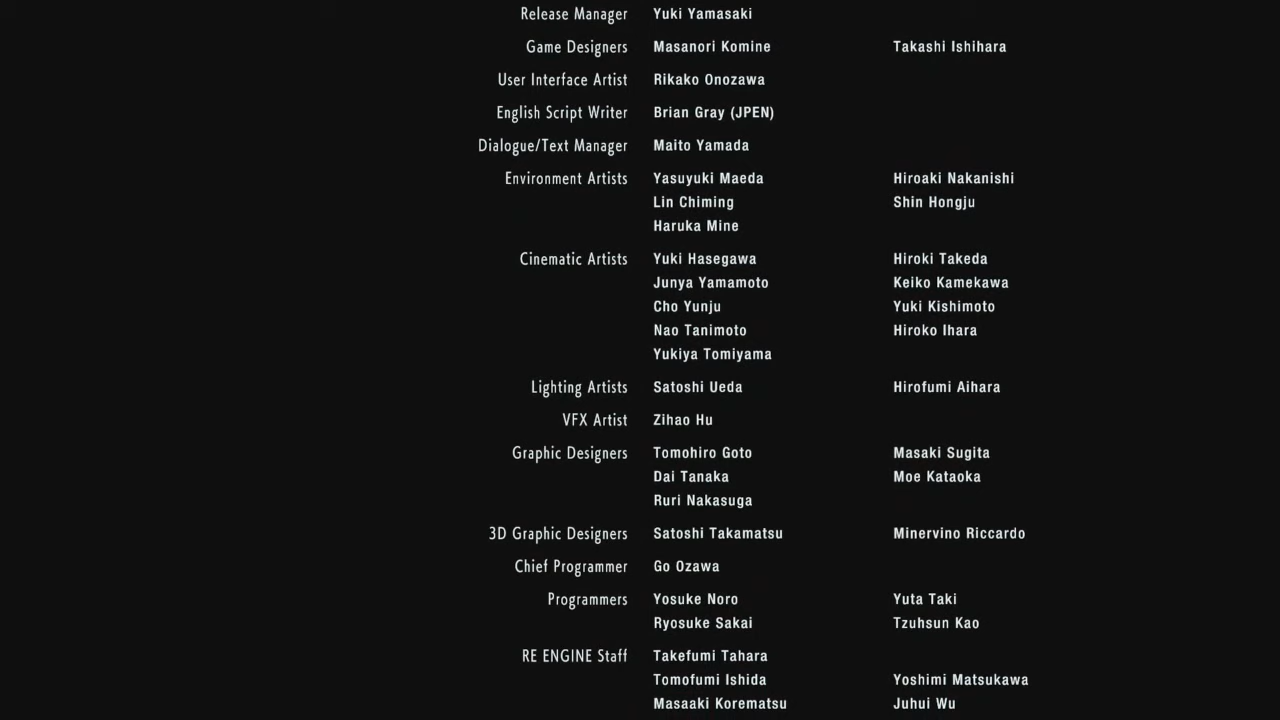 Release Manager Yuki Yamasaki
Game Designers Masanori Komine Takashi Ishihara
User Interface Artist Rikako Onozawa
English Script Writer Brian Gray (JPEN)
Dialogue/Text Manager Maito Yamada
Environment Artists Yasuyuki Maeda Hiroaki Nakanishi
Lin Chiming Shin Hongju
Haruka Mine
Cinematic Artists Yuki Hasegawa Hiroki Takeda
Junya Yamamoto Keiko Kamekawa
Cho Yunju Yuki Kishimoto
Nao Tanimoto Hiroko Ihara
Yukiya Tomiyama
Lighting Artists Satoshi Ueda Hirofumi Aihara
VFX Artist Zihao Hu
Graphic Designers Tomohiro Goto Masaki Sugita
Dai Tanaka Moe Kataoka
Ruri Nakasuga
3D Graphic Designers Satoshi Takamatsu Minervino Riccardo
Chief Programmer Go Ozawa
Programmers Yosuke Noro Yuta Taki
Ryosuke Sakai Tzuhsun Kao
RE ENGINE Staff Takefumi Tahara
Tomofumi Ishida Yoshimi Matsukawa
Masaaki Korematsu Juhui Wu